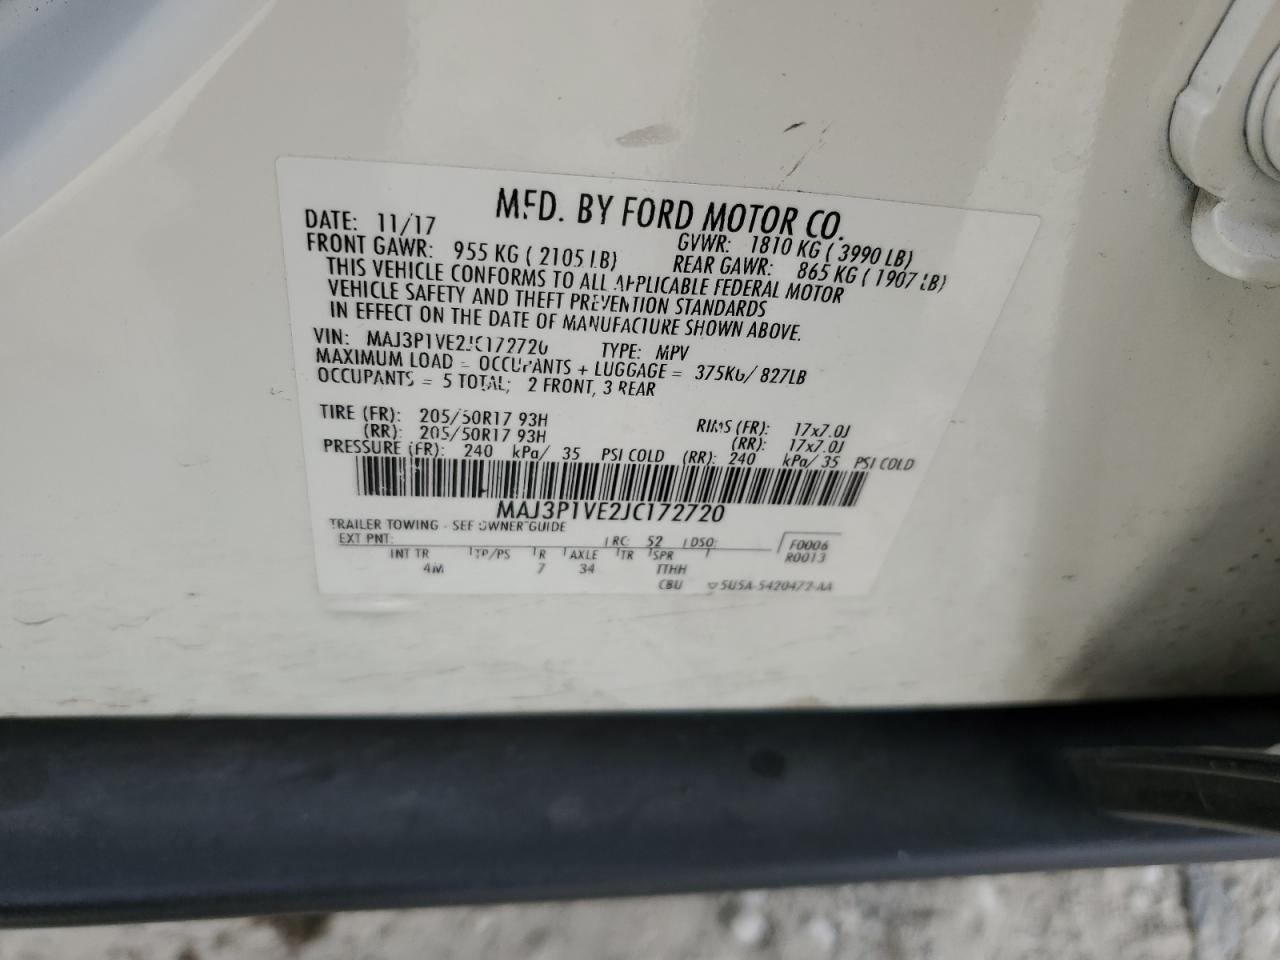 MFD. BY FORD MOTOR CO.
DATE: 11/17 GVWR: 1810 KG ( 3990 LB)
FRONT GAWR: 955 KG ( 2105 LB) REAR GAWR: 865 KG ( 1907 LB)
THIS VEHICLE CONFORMS TO ALL APPLICABLE FEDERAL MOTOR
VEHICLE SAFETY AND THEFT PREVENTION STANDARDS
IN EFFECT ON THE DATE OF MANUFACTURE SHOWN ABOVE.
VIN: MAJ3P1VE2JC172720 TYPE: MPV
MAXIMUM LOAD = OCCUPANTS + LUGGAGE = 375KG/ 827LB
OCCUPANTS = 5 TOTAL; 2 FRONT, 3 REAR
TIRE (FR): 205/50R17 93H RIMS (FR): 17x7.0J
(RR): 205/50R17 93H (RR): 17x7.0J
PRESSURE (FR): 240 kPa/ 35 PSI COLD (RR): 240 kPa/ 35 PSI COLD
MAJ3P1VE2JC172720
TRAILER TOWING - SEE OWNER GUIDE
EXT PNT: RC: 52 DSO: F0006
INT TR TP/PS R AXLE TR SPR R0013
4M 7 34 TTHH
CBU 5U5A-5420472-AA